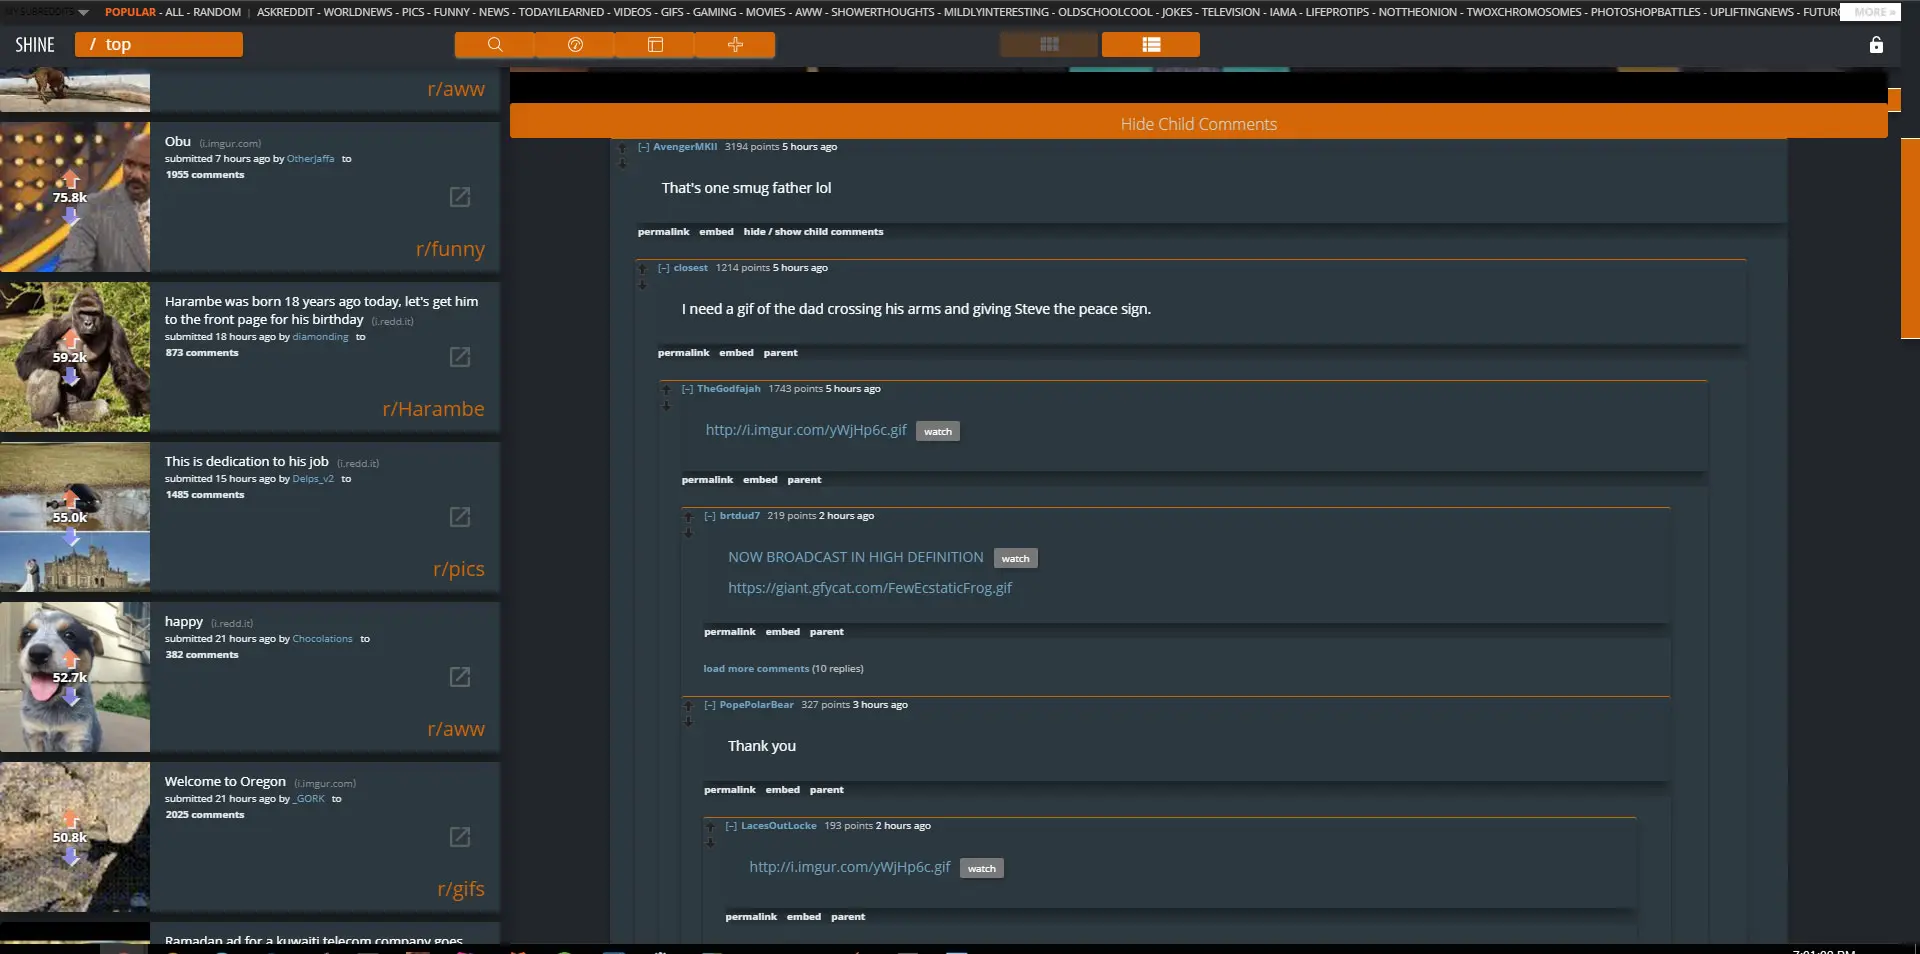 MY SUBREDDITS POPULAR - ALL - RANDOM | ASKREDDIT - WORLDNEWS - PICS - FUNNY - NEWS - TODAYILEARNED - VIDEOS - GIFS - GAMING - MOVIES - AWW - SHOWERTHOUGHTS - MILDLYINTERESTING - OLDSCHOOLCOOL - JOKES - TELEVISION - IAMA - LIFEPROTIPS - NOTTHEONION - TWOXCHROMOSOMES - PHOTOSHOPBATTLES - UPLIFTINGNEWS - FUTUR MORE »
SHINE / top
r/aww
Obu (i.imgur.com)
submitted 7 hours ago by OtherJaffa to
1955 comments
75.8k
r/funny
Harambe was born 18 years ago today, let's get him
to the front page for his birthday (i.redd.it)
submitted 18 hours ago by diamonding to
873 comments
59.2k
r/Harambe
This is dedication to his job (i.redd.it)
submitted 15 hours ago by Delps_v2 to
1485 comments
55.0k
r/pics
happy (i.redd.it)
submitted 21 hours ago by Chocolations to
382 comments
52.7k
r/aww
Welcome to Oregon (i.imgur.com)
submitted 21 hours ago by _GORK to
2025 comments
50.8k
r/gifs
Ramadan ad for a kuwaiti telecom company goes
Hide Child Comments
[–] AvengerMKII 3194 points 5 hours ago
That's one smug father lol
permalink embed hide / show child comments
[–] closest 1214 points 5 hours ago
I need a gif of the dad crossing his arms and giving Steve the peace sign.
permalink embed parent
[–] TheGodfajah 1743 points 5 hours ago
http://i.imgur.com/yWjHp6c.gif watch
permalink embed parent
[–] brtdud7 219 points 2 hours ago
NOW BROADCAST IN HIGH DEFINITION watch
https://giant.gfycat.com/FewEcstaticFrog.gif
permalink embed parent
load more comments (10 replies)
[–] PopePolarBear 327 points 3 hours ago
Thank you
permalink embed parent
[–] LacesOutLocke 193 points 2 hours ago
http://i.imgur.com/yWjHp6c.gif watch
permalink embed parent